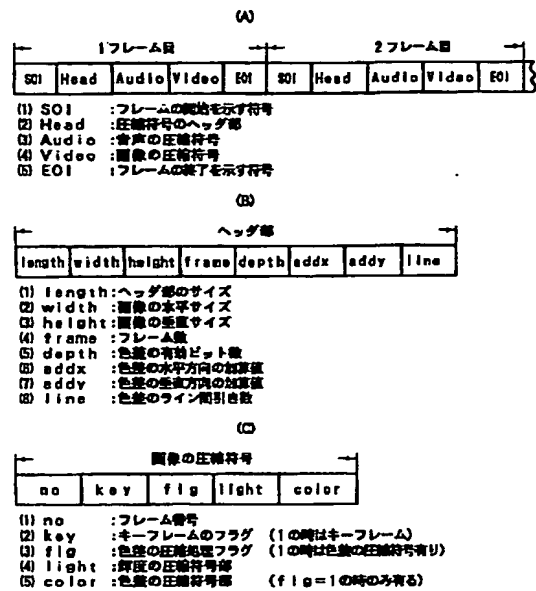 (A)
1フレーム目 2フレーム目
SOI Head Audio Video EOI SOI Head Audio Video EOI
(1) SOI :フレームの開始を示す符号
(2) Head :圧縮符号のヘッダ部
(3) Audio :音声の圧縮符号
(4) Video :画像の圧縮符号
(5) EOI :フレームの終了を示す符号
(B)
ヘッダ部
length width height frame depth addx addy line
(1) length:ヘッダ部のサイズ
(2) width :画像の水平サイズ
(3) height:画像の垂直サイズ
(4) frame :フレーム数
(5) depth :色差の有効ビット数
(6) addx :色差の水平方向の加算値
(7) addy :色差の垂直方向の加算値
(8) line :色差のライン間引き数
(C)
画像の圧縮符号
no key flg light color
(1) no :フレーム番号
(2) key :キーフレームのフラグ (1の時はキーフレーム)
(3) flg :色差の圧縮処理フラグ (1の時は色差の圧縮符号有り)
(4) light :輝度の圧縮符号部
(5) color :色差の圧縮符号部 (flg=1の時のみ有る)